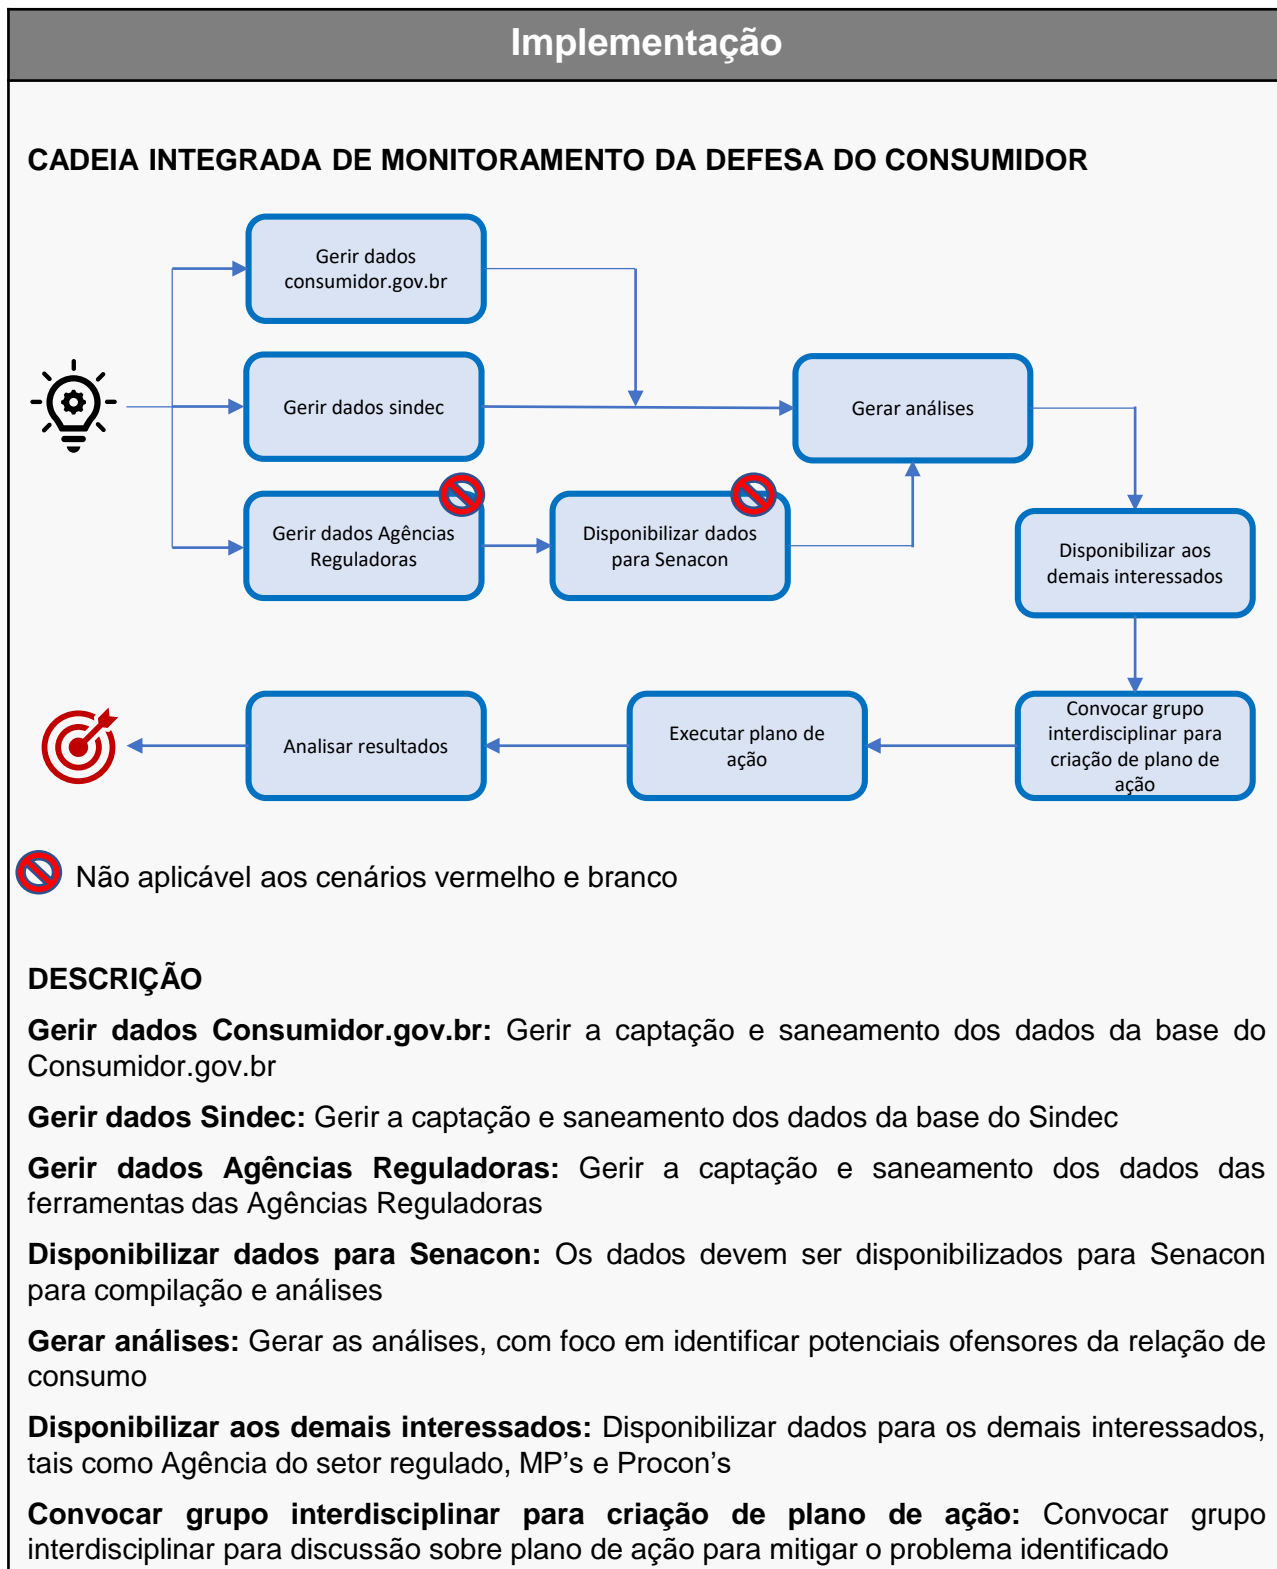 Implementação
CADEIA INTEGRADA DE MONITORAMENTO DA DEFESA DO CONSUMIDOR
Gerir dados
consumidor.gov.br
Gerir dados sindec
Gerar análises
Gerir dados Agências
Reguladoras
Disponibilizar dados
para Senacon
Disponibilizar aos
demais interessados
Analisar resultados
Executar plano de
ação
Convocar grupo
interdisciplinar para
criação de plano de
ação
Não aplicável aos cenários vermelho e branco
DESCRIÇÃO
Gerir dados Consumidor.gov.br: Gerir a captação e saneamento dos dados da base do
Consumidor.gov.br
Gerir dados Sindec: Gerir a captação e saneamento dos dados da base do Sindec
Gerir dados Agências Reguladoras: Gerir a captação e saneamento dos dados das
ferramentas das Agências Reguladoras
Disponibilizar dados para Senacon: Os dados devem ser disponibilizados para Senacon
para compilação e análises
Gerar análises: Gerar as análises, com foco em identificar potenciais ofensores da relação de
consumo
Disponibilizar aos demais interessados: Disponibilizar dados para os demais interessados,
tais como Agência do setor regulado, MP’s e Procon’s
Convocar grupo interdisciplinar para criação de plano de ação: Convocar grupo
interdisciplinar para discussão sobre plano de ação para mitigar o problema identificado